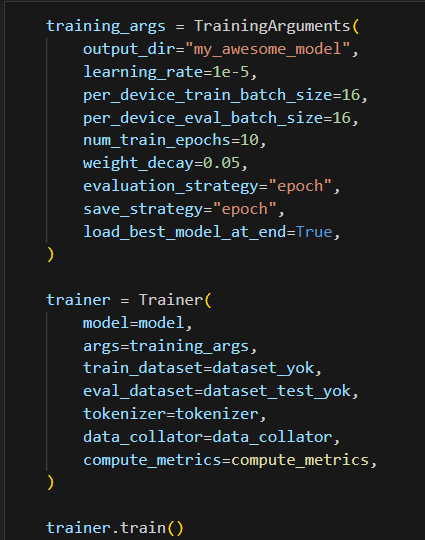 training_args = TrainingArguments(
    output_dir="my_awesome_model",
    learning_rate=1e-5,
    per_device_train_batch_size=16,
    per_device_eval_batch_size=16,
    num_train_epochs=10,
    weight_decay=0.05,
    evaluation_strategy="epoch",
    save_strategy="epoch",
    load_best_model_at_end=True,
)

trainer = Trainer(
    model=model,
    args=training_args,
    train_dataset=dataset_yok,
    eval_dataset=dataset_test_yok,
    tokenizer=tokenizer,
    data_collator=data_collator,
    compute_metrics=compute_metrics,
)

trainer.train()